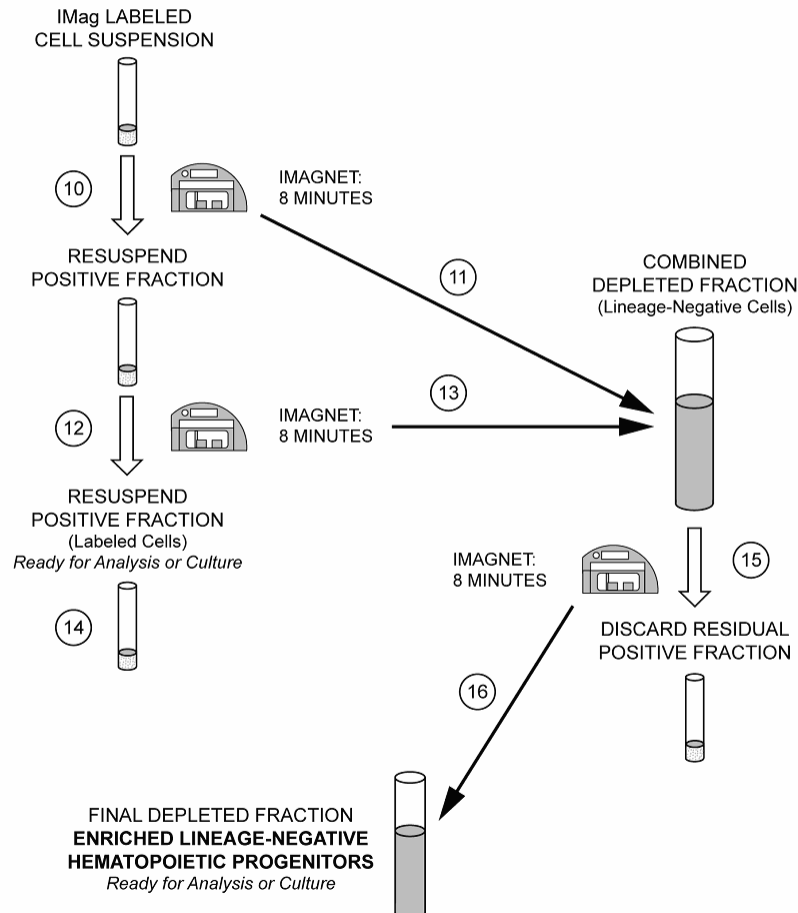 IMag LABELED
CELL SUSPENSION
10
IMAGNET:
8 MINUTES
RESUSPEND
POSITIVE FRACTION
11
COMBINED
DEPLETED FRACTION
(Lineage-Negative Cells)
12
IMAGNET:
8 MINUTES
13
RESUSPEND
POSITIVE FRACTION
(Labeled Cells)
Ready for Analysis or Culture
14
IMAGNET:
8 MINUTES
15
DISCARD RESIDUAL
POSITIVE FRACTION
16
FINAL DEPLETED FRACTION
ENRICHED LINEAGE-NEGATIVE
HEMATOPOIETIC PROGENITORS
Ready for Analysis or Culture